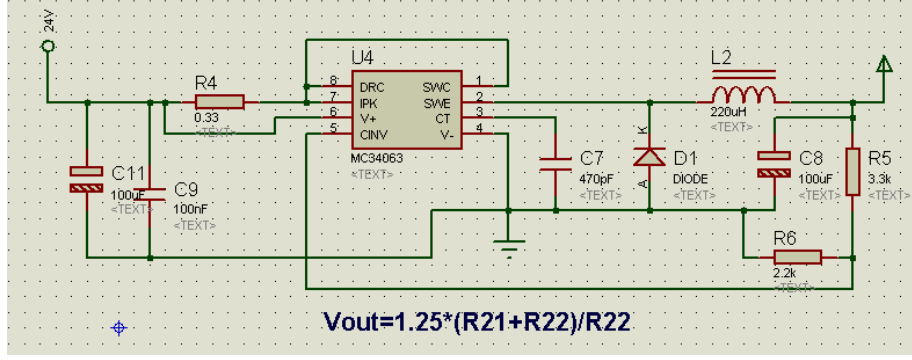 24V
U4
L2
R4
8 DRC SWC 1
7 IPK SWE 2
6 V+ CT 3
5 CINV V- 4
0.33
<TEXT>
220uH
<TEXT>
MC34063
<TEXT>
C11
100uF
<TEXT>
C9
100nF
<TEXT>
C7
470pF
<TEXT>
K
A
D1
DIODE
<TEXT>
C8
100uF
<TEXT>
R5
3.3k
<TEXT>
R6
2.2k
<TEXT>
Vout=1.25*(R21+R22)/R22